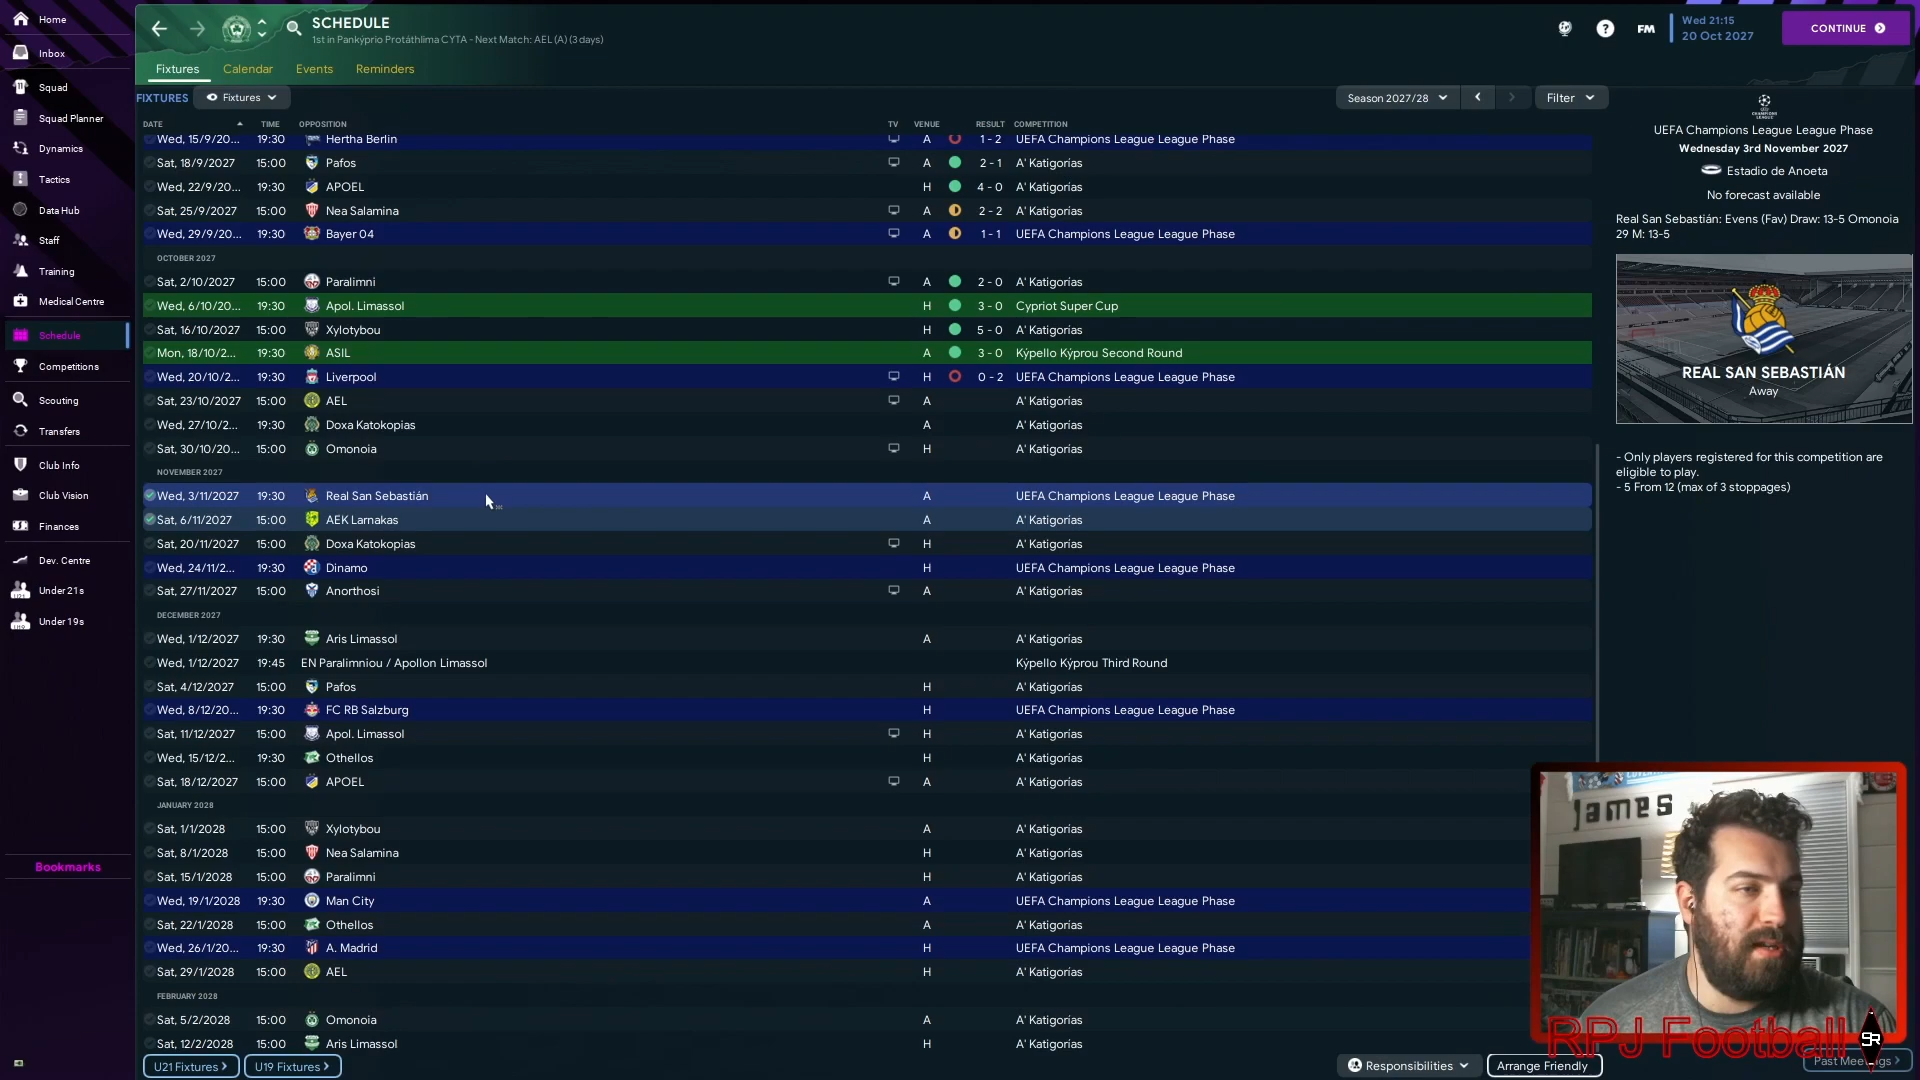 Home
Inbox
Squad
Squad Planner
Dynamics
Tactics
Data Hub
Staff
Training
Medical Centre
Schedule
Competitions
Scouting
Transfers
Club Info
Club Vision
Finances
Dev. Centre
Under 21s
Under 19s
Bookmarks
SCHEDULE
1st in Pankýprio Protáthlima CYTA - Next Match: AEL (A) (3 days)
FM
Wed 21:15
20 Oct 2027
CONTINUE
Fixtures Calendar Events Reminders
FIXTURES Fixtures Season 2027/28 Filter
DATE TIME OPPOSITION TV VENUE RESULT COMPETITION
Wed, 15/9/20... 19:30 Hertha Berlin A 1 - 2 UEFA Champions League League Phase
Sat, 18/9/2027 15:00 Pafos A 2 - 1 A' Katigorías
Wed, 22/9/20... 19:30 APOEL H 4 - 0 A' Katigorías
Sat, 25/9/2027 15:00 Nea Salamina A 2 - 2 A' Katigorías
Wed, 29/9/20... 19:30 Bayer 04 A 1 - 1 UEFA Champions League League Phase
OCTOBER 2027
Sat, 2/10/2027 15:00 Paralimni A 2 - 0 A' Katigorías
Wed, 6/10/20... 19:30 Apol. Limassol H 3 - 0 Cypriot Super Cup
Sat, 16/10/2027 15:00 Xylotybou H 5 - 0 A' Katigorías
Mon, 18/10/2... 19:30 ASIL A 3 - 0 Kýpello Kýprou Second Round
Wed, 20/10/2... 19:30 Liverpool H 0 - 2 UEFA Champions League League Phase
Sat, 23/10/2027 15:00 AEL A A' Katigorías
Wed, 27/10/2... 19:30 Doxa Katokopias A A' Katigorías
Sat, 30/10/20... 15:00 Omonoia H A' Katigorías
NOVEMBER 2027
Wed, 3/11/2027 19:30 Real San Sebastián A UEFA Champions League League Phase
Sat, 6/11/2027 15:00 AEK Larnakas A A' Katigorías
Sat, 20/11/2027 15:00 Doxa Katokopias H A' Katigorías
Wed, 24/11/2... 19:30 Dinamo H UEFA Champions League League Phase
Sat, 27/11/2027 15:00 Anorthosi A A' Katigorías
DECEMBER 2027
Wed, 1/12/2027 19:30 Aris Limassol A A' Katigorías
Wed, 1/12/2027 19:45 EN Paralimniou / Apollon Limassol Kýpello Kýprou Third Round
Sat, 4/12/2027 15:00 Pafos H A' Katigorías
Wed, 8/12/20... 19:30 FC RB Salzburg H UEFA Champions League League Phase
Sat, 11/12/2027 15:00 Apol. Limassol H A' Katigorías
Wed, 15/12/2... 19:30 Othellos H A' Katigorías
Sat, 18/12/2027 15:00 APOEL A A' Katigorías
JANUARY 2028
Sat, 1/1/2028 15:00 Xylotybou A A' Katigorías
Sat, 8/1/2028 15:00 Nea Salamina H A' Katigorías
Sat, 15/1/2028 15:00 Paralimni H A' Katigorías
Wed, 19/1/2028 19:30 Man City A UEFA Champions League League Phase
Sat, 22/1/2028 15:00 Othellos A A' Katigorías
Wed, 26/1/20... 19:30 A. Madrid H UEFA Champions League League Phase
Sat, 29/1/2028 15:00 AEL H A' Katigorías
FEBRUARY 2028
Sat, 5/2/2028 15:00 Omonoia A A' Katigorías
Sat, 12/2/2028 15:00 Aris Limassol H A' Katigorías
U21 Fixtures U19 Fixtures Responsibilities Arrange Friendly
UEFA Champions League League Phase
Wednesday 3rd November 2027
Estadio de Anoeta
No forecast available
Real San Sebastián: Evens (Fav) Draw: 13-5 Omonoia
29 M: 13-5
REAL SAN SEBASTIÁN
Away
- Only players registered for this competition are
eligible to play.
- 5 From 12 (max of 3 stoppages)
james
RPJ Football
SR